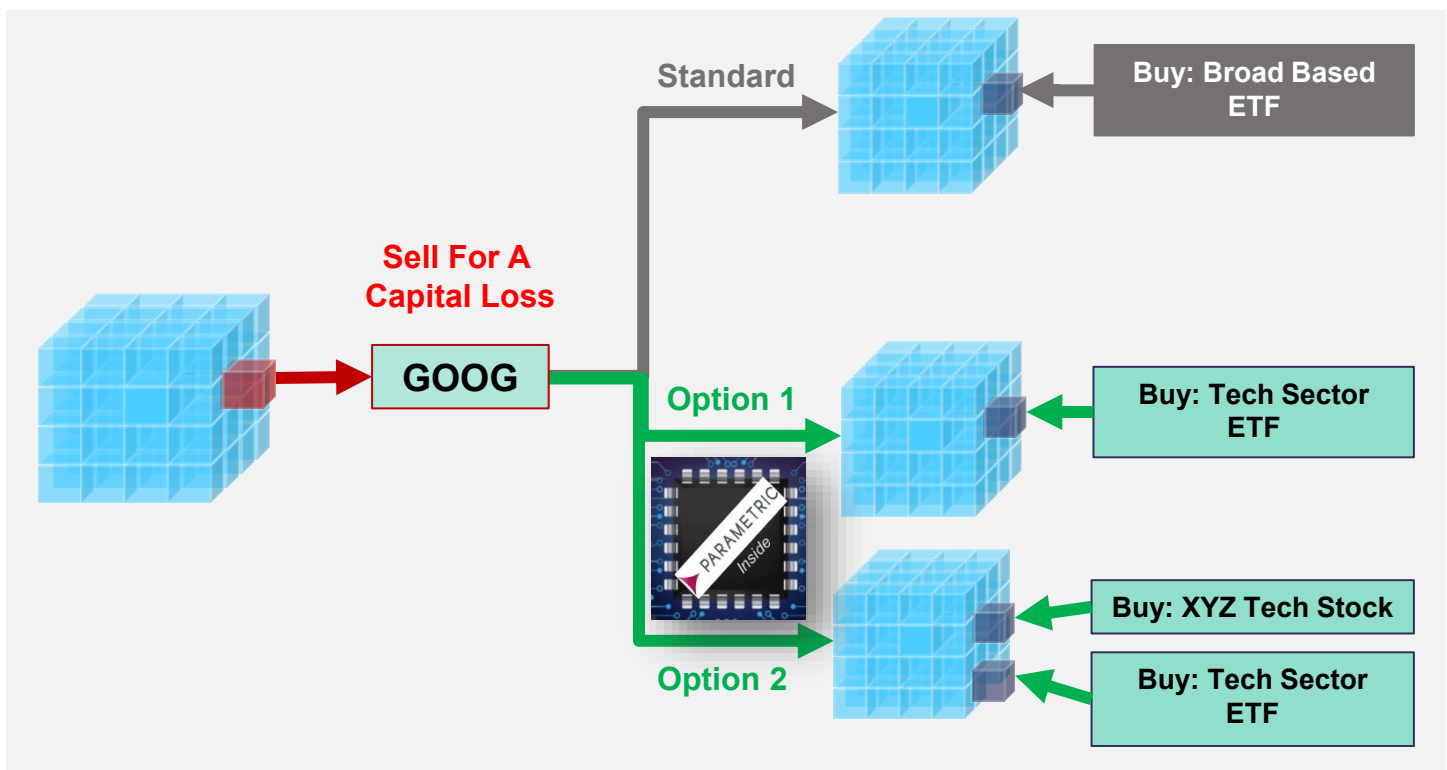 Standard
Buy: Broad Based
ETF
Sell For A
Capital Loss
GOOG
Option 1
Buy: Tech Sector
ETF
PARAMETRIC
Inside
Option 2
Buy: XYZ Tech Stock
Buy: Tech Sector
ETF